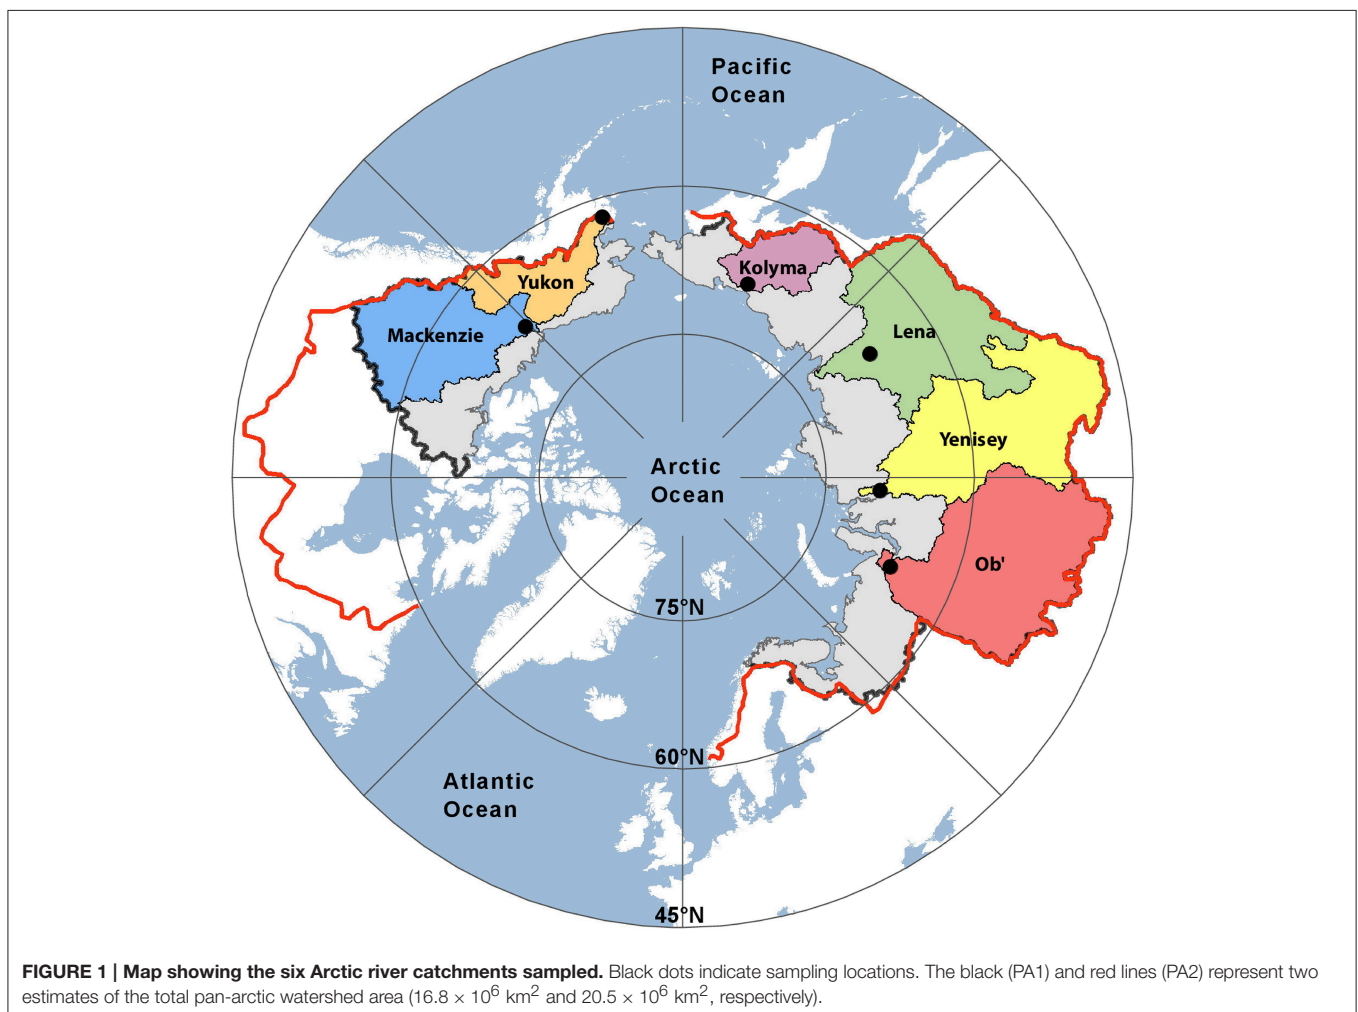 Pacific
Ocean
Kolyma
Yukon
Lena
Mackenzie
Yenisey
Arctic
Ocean
Ob'
75°N
60°N
Atlantic
Ocean
45°N
FIGURE 1 | Map showing the six Arctic river catchments sampled. Black dots indicate sampling locations. The black (PA1) and red lines (PA2) represent two
estimates of the total pan-arctic watershed area (16.8 × 10⁶ km² and 20.5 × 10⁶ km², respectively).